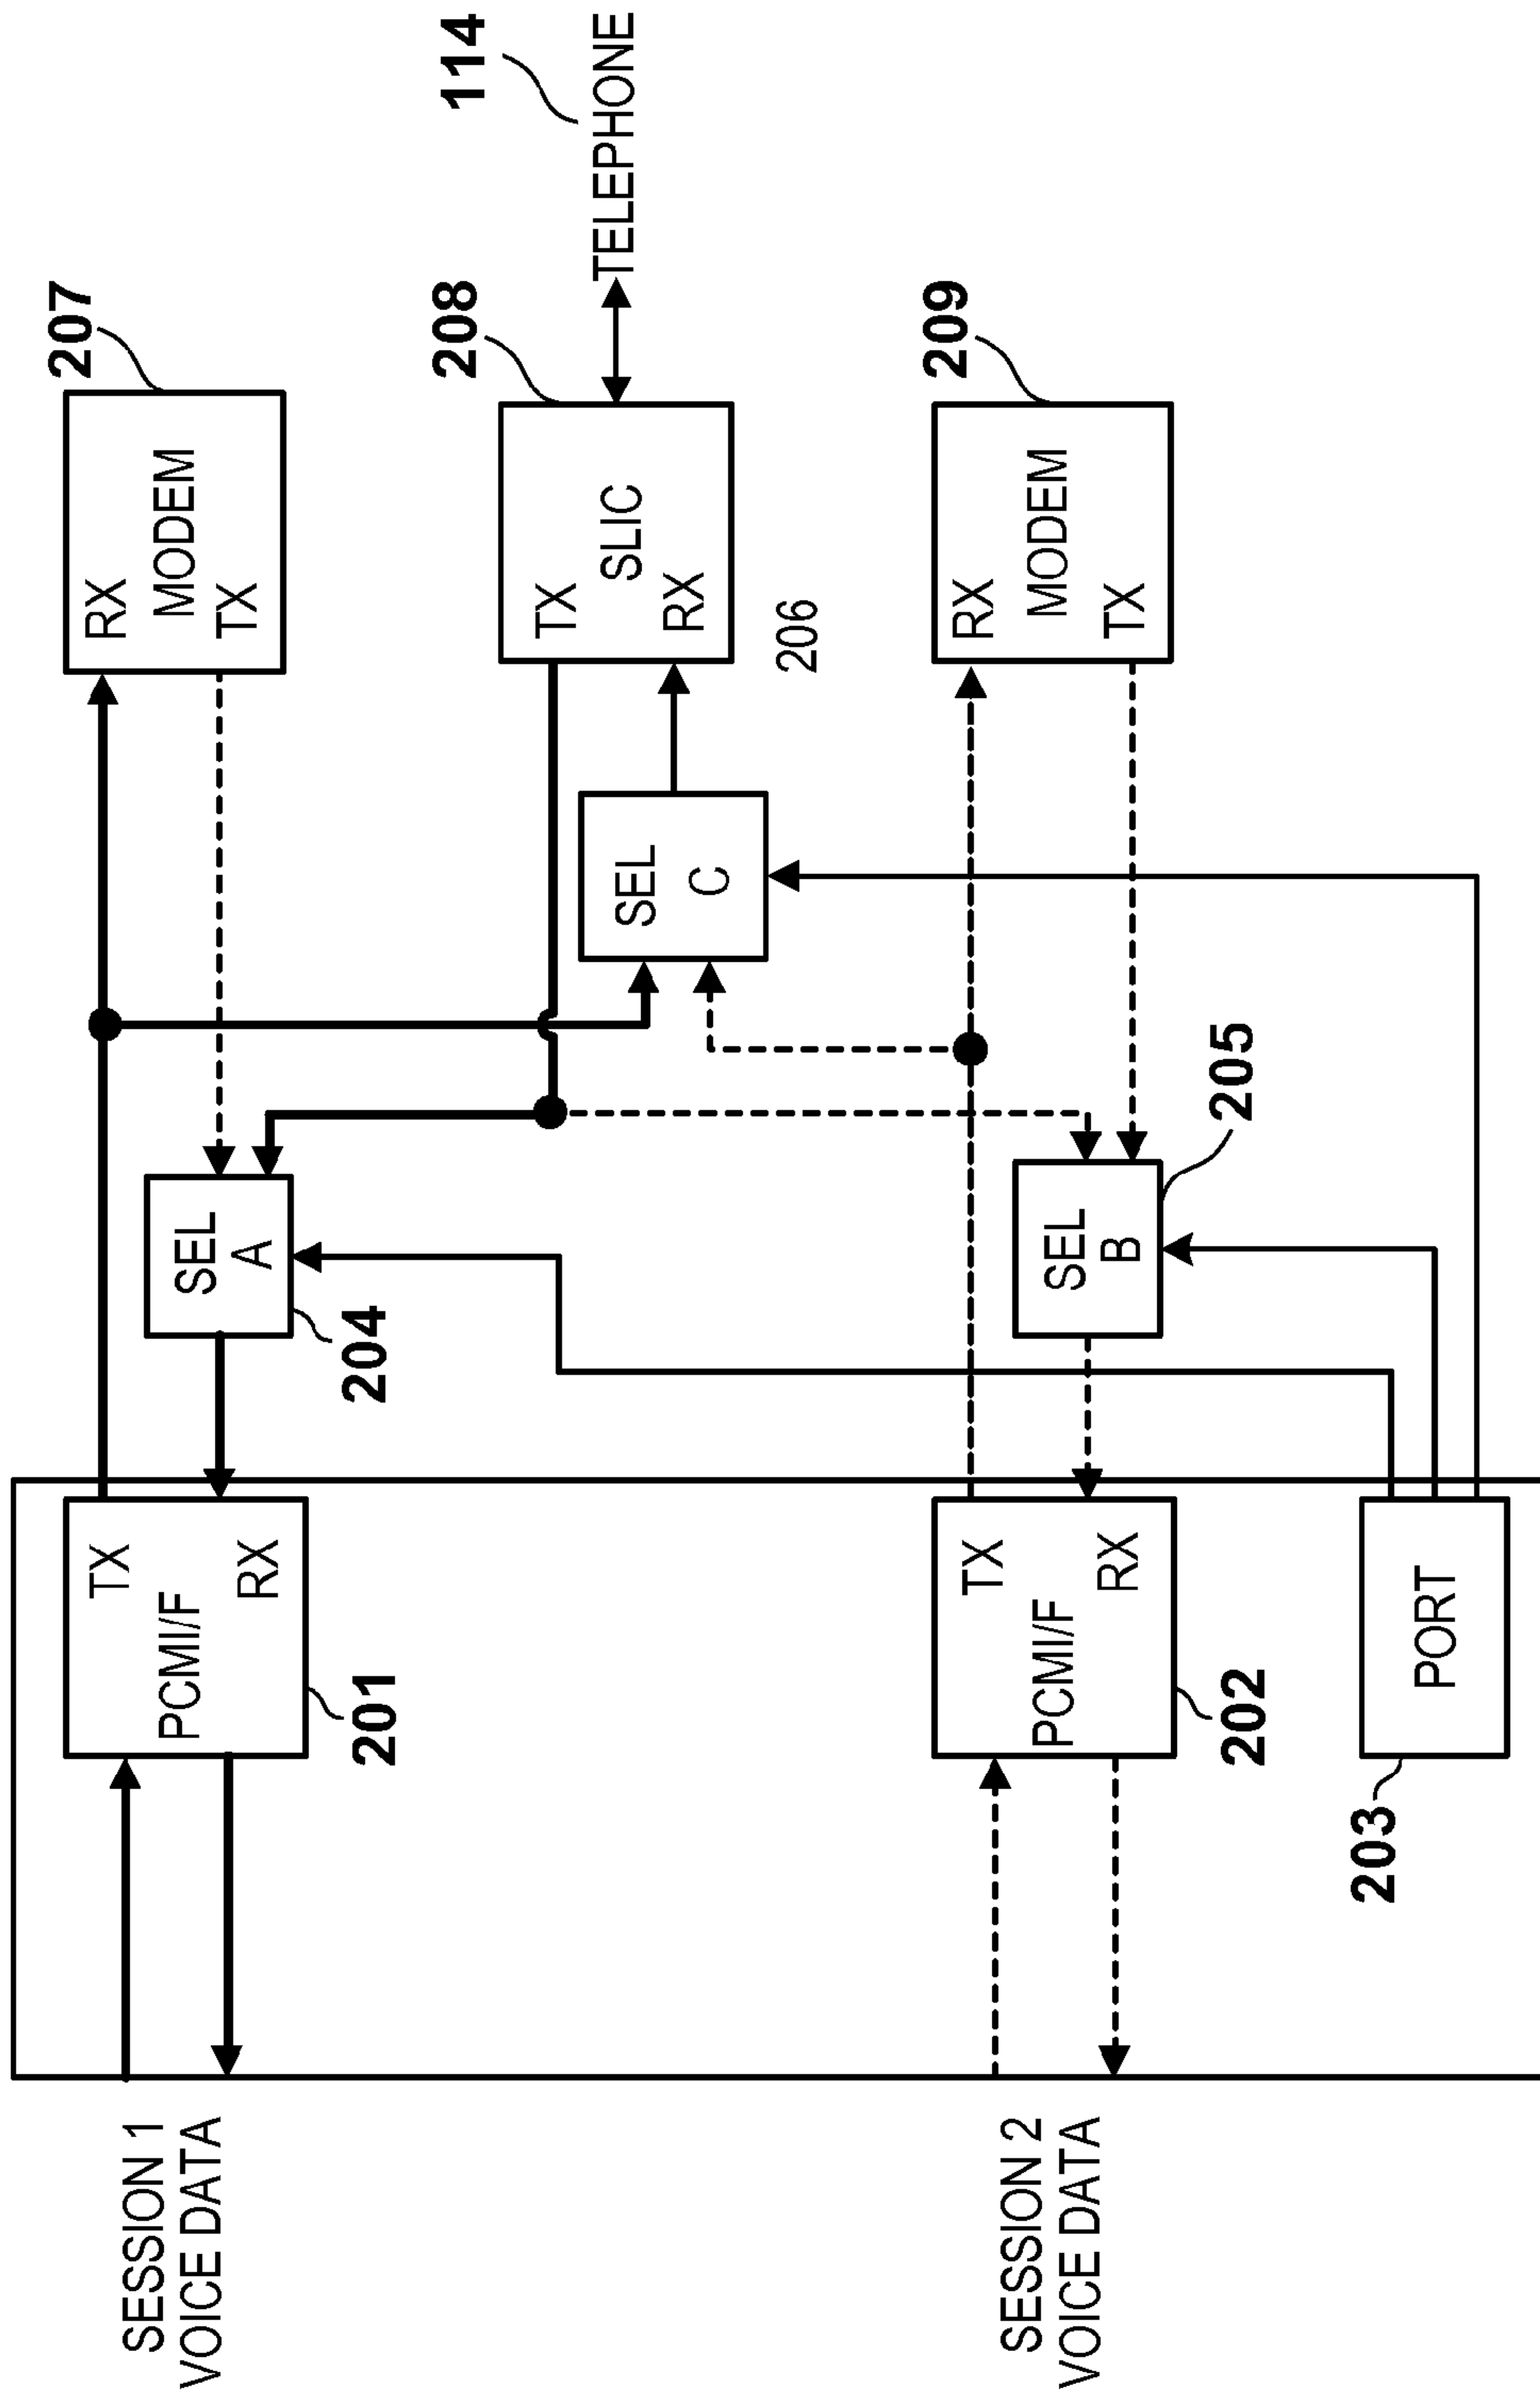 SESSION 1
VOICE DATA
TX
PCMI/F
RX
201
SEL
A
204
207
RX
MODEM
TX
208
TX
SLIC
RX
114
TELEPHONE
SEL
C
206
SESSION 2
VOICE DATA
TX
PCMI/F
RX
202
SEL
B
205
209
RX
MODEM
TX
PORT
203